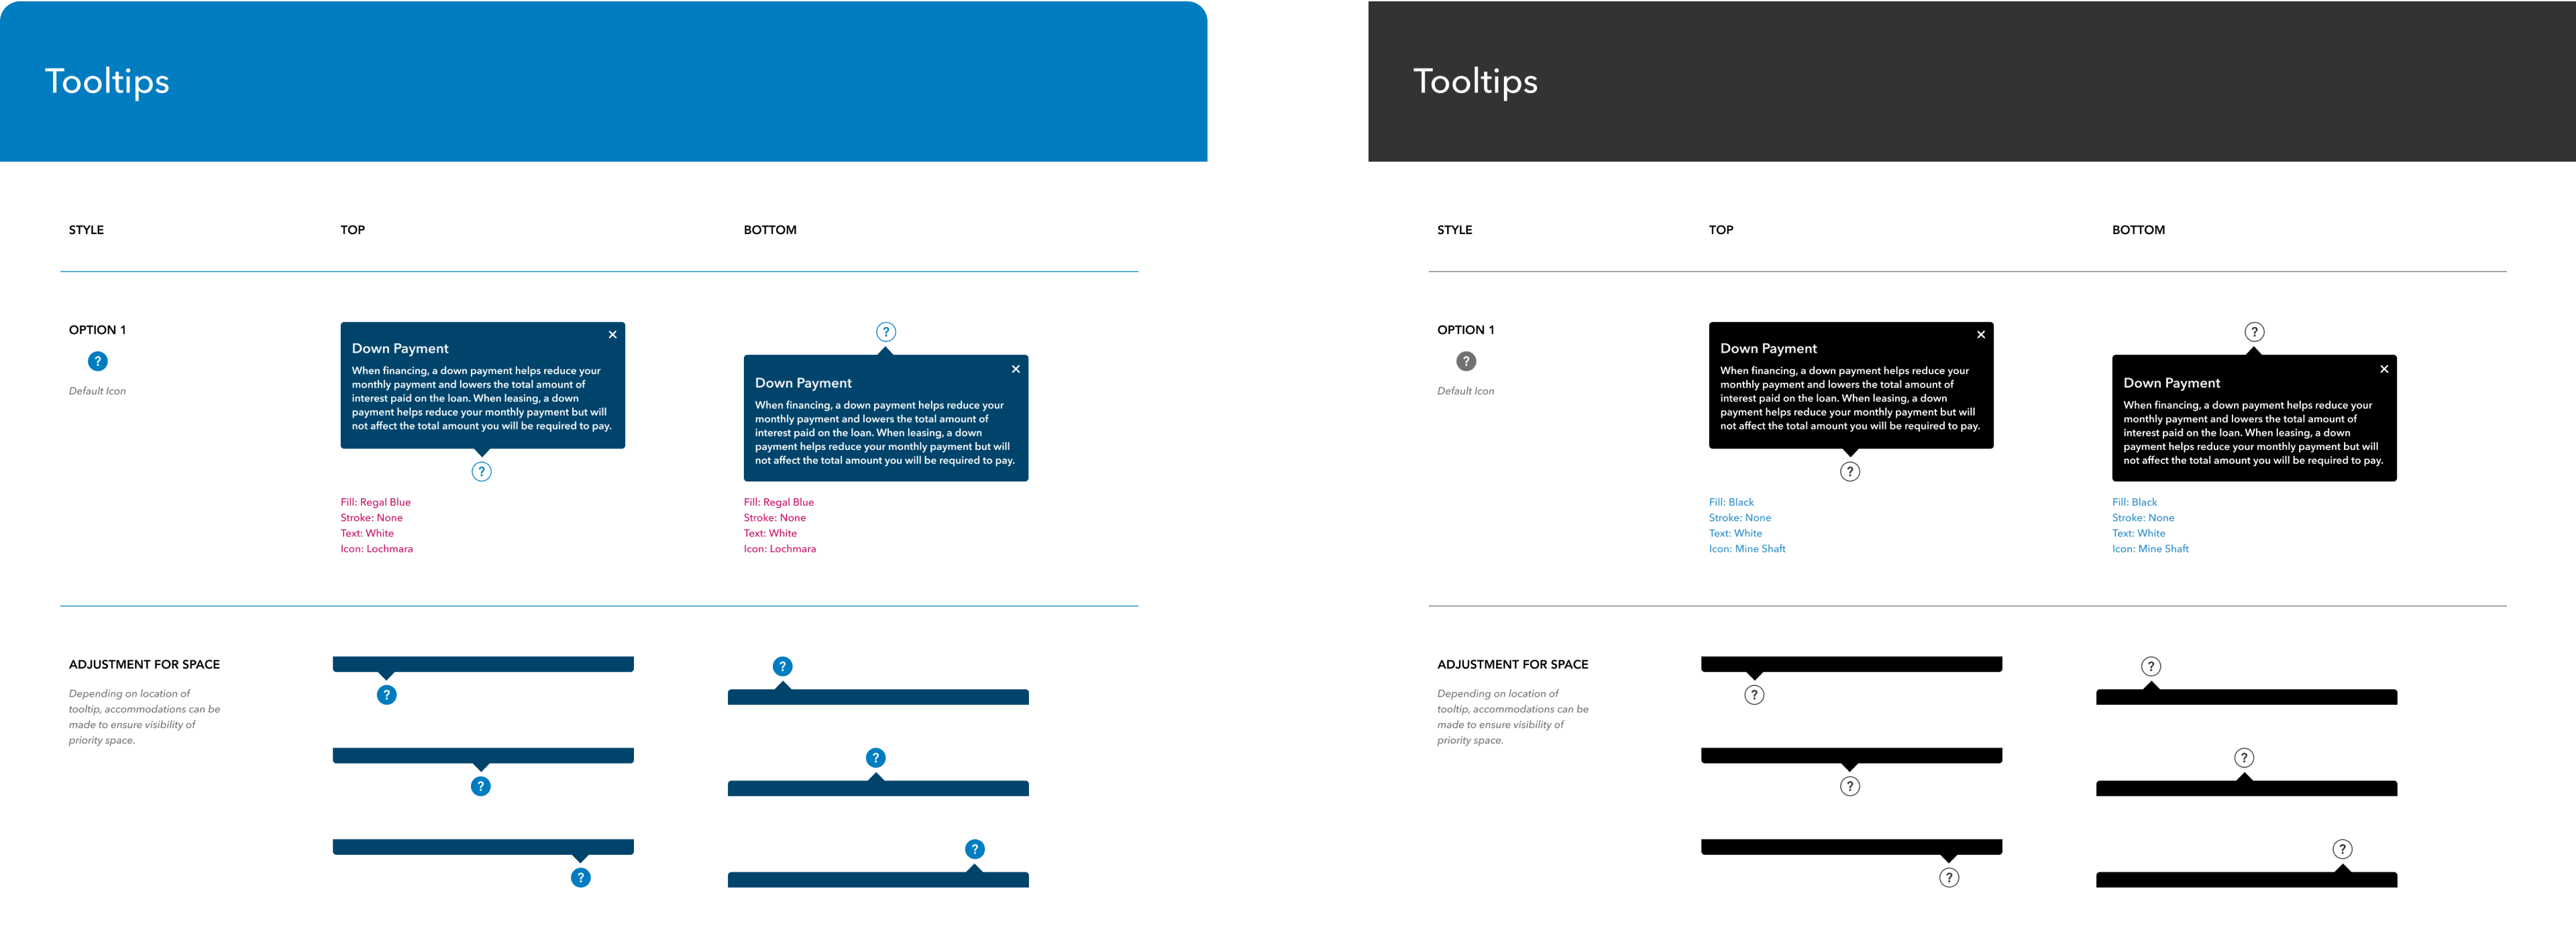 Tooltips
STYLE
TOP
BOTTOM
OPTION 1
?
Default Icon
Down Payment
When financing, a down payment helps reduce your
monthly payment and lowers the total amount of
interest paid on the loan. When leasing, a down
payment helps reduce your monthly payment but will
not affect the total amount you will be required to pay.
?
Fill: Regal Blue
Stroke: None
Text: White
Icon: Lochmara
?
Down Payment
When financing, a down payment helps reduce your
monthly payment and lowers the total amount of
interest paid on the loan. When leasing, a down
payment helps reduce your monthly payment but will
not affect the total amount you will be required to pay.
Fill: Regal Blue
Stroke: None
Text: White
Icon: Lochmara
ADJUSTMENT FOR SPACE
Depending on location of
tooltip, accommodations can be
made to ensure visibility of
priority space.
?
?
?
?
?
?
Tooltips
STYLE
TOP
BOTTOM
OPTION 1
?
Default Icon
Down Payment
When financing, a down payment helps reduce your
monthly payment and lowers the total amount of
interest paid on the loan. When leasing, a down
payment helps reduce your monthly payment but will
not affect the total amount you will be required to pay.
?
Fill: Black
Stroke: None
Text: White
Icon: Mine Shaft
?
Down Payment
When financing, a down payment helps reduce your
monthly payment and lowers the total amount of
interest paid on the loan. When leasing, a down
payment helps reduce your monthly payment but will
not affect the total amount you will be required to pay.
Fill: Black
Stroke: None
Text: White
Icon: Mine Shaft
ADJUSTMENT FOR SPACE
Depending on location of
tooltip, accommodations can be
made to ensure visibility of
priority space.
?
?
?
?
?
?